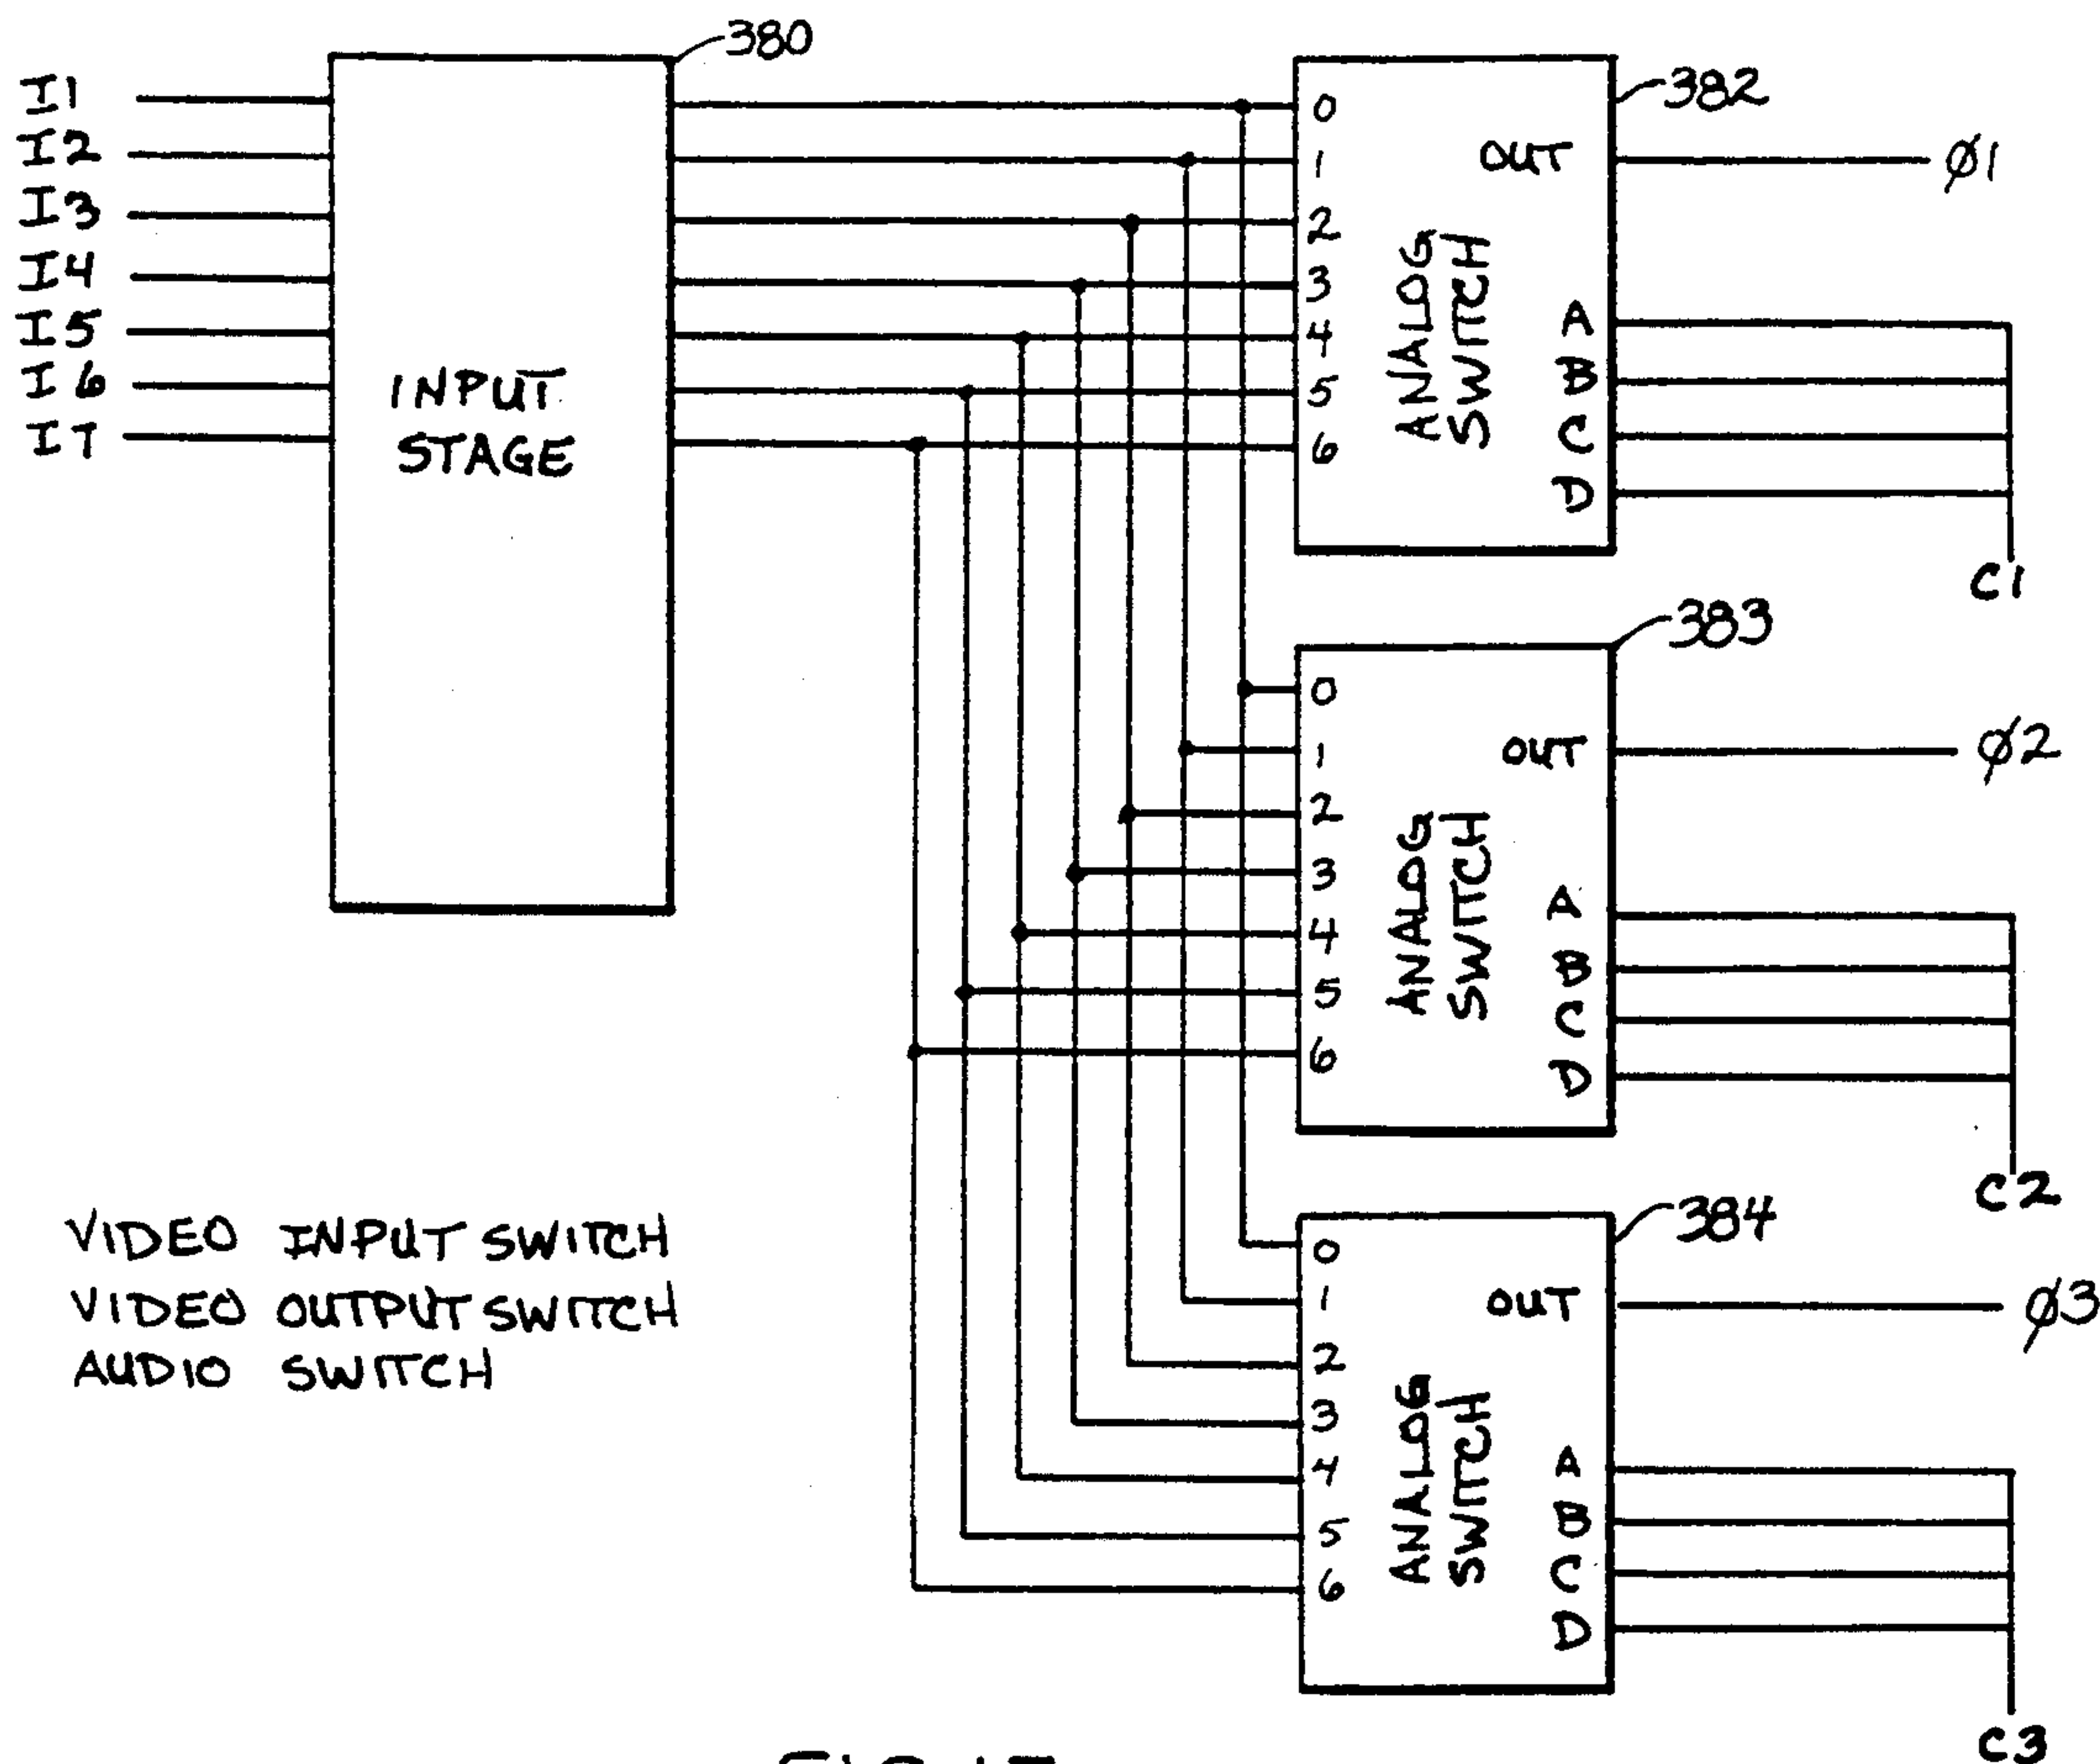 380
I1
I2
I3
I4
I5
I6
I7
INPUT
STAGE
382
0
1
2
3
4
5
6
OUT
ANALOG
SWITCH
A
B
C
D
Ø1
C1
383
0
1
2
3
4
5
6
OUT
ANALOG
SWITCH
A
B
C
D
Ø2
C2
384
0
1
2
3
4
5
6
OUT
ANALOG
SWITCH
A
B
C
D
Ø3
C3
VIDEO INPUT SWITCH
VIDEO OUTPUT SWITCH
AUDIO SWITCH